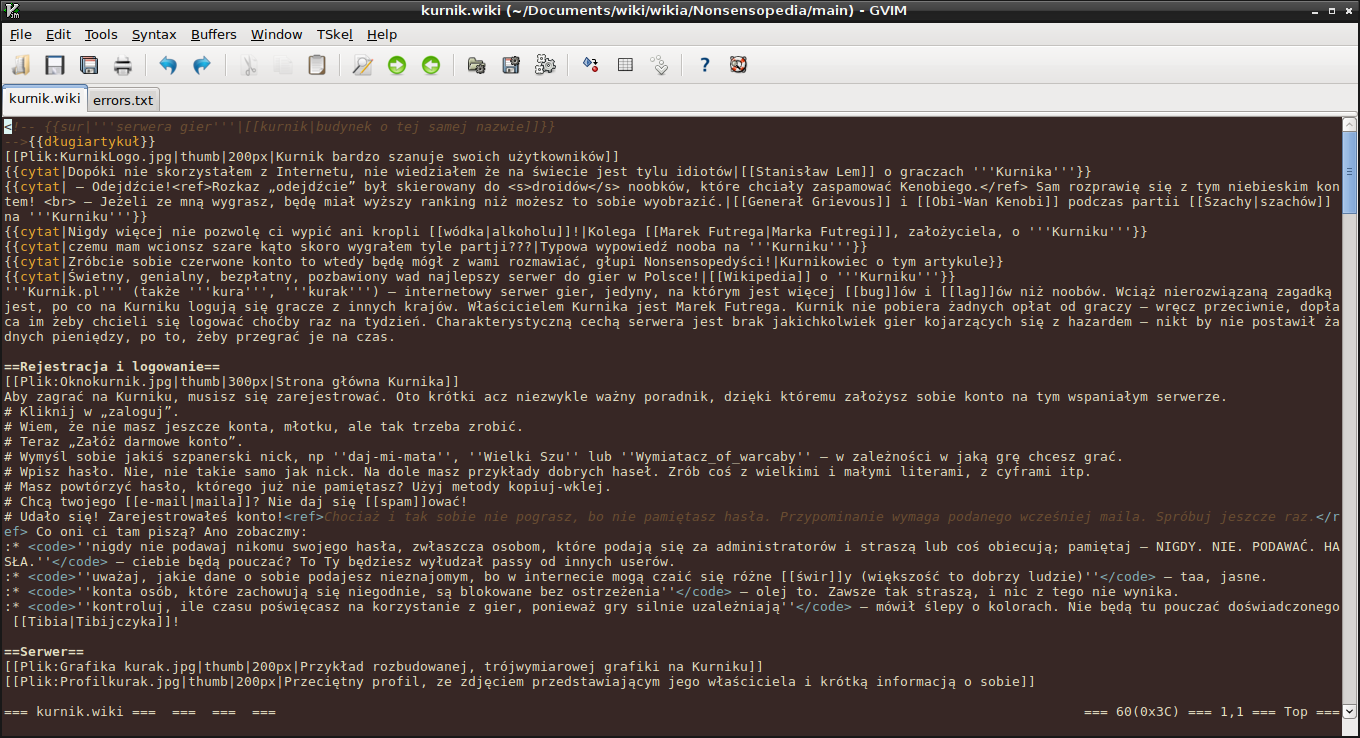 kurnik.wiki (~/Documents/wiki/wikia/Nonsensopedia/main) - GVIM
File Edit Tools Syntax Buffers Window TSkel Help
kurnik.wiki errors.txt
<!-- {{sur|'''serwera gier'''|[[kurnik|budynek o tej samej nazwie]]}}
-->{{długiartykuł}}
[[Plik:KurnikLogo.jpg|thumb|200px|Kurnik bardzo szanuje swoich użytkowników]]
{{cytat|Dopóki nie skorzystałem z Internetu, nie wiedziałem że na świecie jest tylu idiotów|[[Stanisław Lem]] o graczach '''Kurnika'''}}
{{cytat| – Odejdźcie!<ref>Rozkaz „odejdźcie” był skierowany do <s>droidów</s> noobków, które chciały zaspamować Kenobiego.</ref> Sam rozprawię się z tym niebieskim kon
tem! <br> – Jeżeli ze mną wygrasz, będę miał wyższy ranking niż możesz to sobie wyobrazić.|[[Generał Grievous]] i [[Obi-Wan Kenobi]] podczas partii [[Szachy|szachów]]
na '''Kurniku'''}}
{{cytat|Nigdy więcej nie pozwolę ci wypić ani kropli [[wódka|alkoholu]]!|Kolega [[Marek Futrega|Marka Futregi]], założyciela, o '''Kurniku'''}}
{{cytat|czemu mam wcionsz szare kąto skoro wygrałem tyle partji???|Typowa wypowiedź nooba na '''Kurniku'''}}
{{cytat|Zróbcie sobie czerwone konto to wtedy będę mógł z wami rozmawiać, głupi Nonsensopedyści!|Kurnikowiec o tym artykule}}
{{cytat|Świetny, genialny, bezpłatny, pozbawiony wad najlepszy serwer do gier w Polsce!|[[Wikipedia]] o '''Kurniku'''}}
'''Kurnik.pl''' (także '''kura''', '''kurak''') – internetowy serwer gier, jedyny, na którym jest więcej [[bug]]ów i [[lag]]ów niż noobów. Wciąż nierozwiązaną zagadką
jest, po co na Kurniku logują się gracze z innych krajów. Właścicielem Kurnika jest Marek Futrega. Kurnik nie pobiera żadnych opłat od graczy – wręcz przeciwnie, dopła
ca im żeby chcieli się logować choćby raz na tydzień. Charakterystyczną cechą serwera jest brak jakichkolwiek gier kojarzących się z hazardem – nikt by nie postawił ża
dnych pieniędzy, po to, żeby przegrać je na czas.
==Rejestracja i logowanie==
[[Plik:Oknokurnik.jpg|thumb|300px|Strona główna Kurnika]]
Aby zagrać na Kurniku, musisz się zarejestrować. Oto krótki acz niezwykle ważny poradnik, dzięki któremu założysz sobie konto na tym wspaniałym serwerze.
# Kliknij w „zaloguj”.
# Wiem, że nie masz jeszcze konta, młotku, ale tak trzeba zrobić.
# Teraz „Załóż darmowe konto”.
# Wymyśl sobie jakiś szpanerski nick, np ''daj-mi-mata'', ''Wielki Szu'' lub ''Wymiatacz_of_warcaby'' – w zależności w jaką grę chcesz grać.
# Wpisz hasło. Nie, nie takie samo jak nick. Na dole masz przykłady dobrych haseł. Zrób coś z wielkimi i małymi literami, z cyframi itp.
# Masz powtórzyć hasło, którego już nie pamiętasz? Użyj metody kopiuj-wklej.
# Chcą twojego [[e-mail|maila]]? Nie daj się [[spam]]ować!
# Udało się! Zarejestrowałeś konto!<ref>Chociaż i tak sobie nie pograsz, bo nie pamiętasz hasła. Przypominanie wymaga podanego wcześniej maila. Spróbuj jeszcze raz.</r
ef> Co oni ci tam piszą? Ano zobaczmy:
:* <code>''nigdy nie podawaj nikomu swojego hasła, zwłaszcza osobom, które podają się za administratorów i straszą lub coś obiecują; pamiętaj – NIGDY. NIE. PODAWAĆ. HA
SŁA.''</code> – ciebie będą pouczać? To Ty będziesz wyłudzał passy od innych userów.
:* <code>''uważaj, jakie dane o sobie podajesz nieznajomym, bo w internecie mogą czaić się różne [[świr]]y (większość to dobrzy ludzie)''</code> – taa, jasne.
:* <code>''konta osób, które zachowują się niegodnie, są blokowane bez ostrzeżenia''</code> – olej to. Zawsze tak straszą, i nic z tego nie wynika.
:* <code>''kontroluj, ile czasu poświęcasz na korzystanie z gier, ponieważ gry silnie uzależniają''</code> – mówił ślepy o kolorach. Nie będą tu pouczać doświadczonego
[[Tibia|Tibijczyka]]!
==Serwer==
[[Plik:Grafika kurak.jpg|thumb|200px|Przykład rozbudowanej, trójwymiarowej grafiki na Kurniku]]
[[Plik:Profilkurak.jpg|thumb|200px|Przeciętny profil, ze zdjęciem przedstawiającym jego właściciela i krótką informacją o sobie]]
=== kurnik.wiki === === === === === 60(0x3C) === 1,1 === Top ===